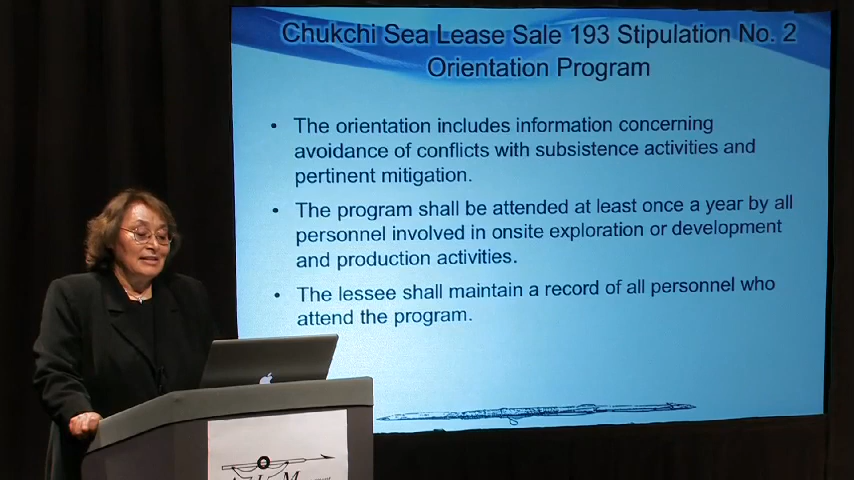 Chukchi Sea Lease Sale 193 Stipulation No. 2
Orientation Program
• The orientation includes information concerning
avoidance of conflicts with subsistence activities and
pertinent mitigation.
• The program shall be attended at least once a year by all
personnel involved in onsite exploration or development
and production activities.
• The lessee shall maintain a record of all personnel who
attend the program.